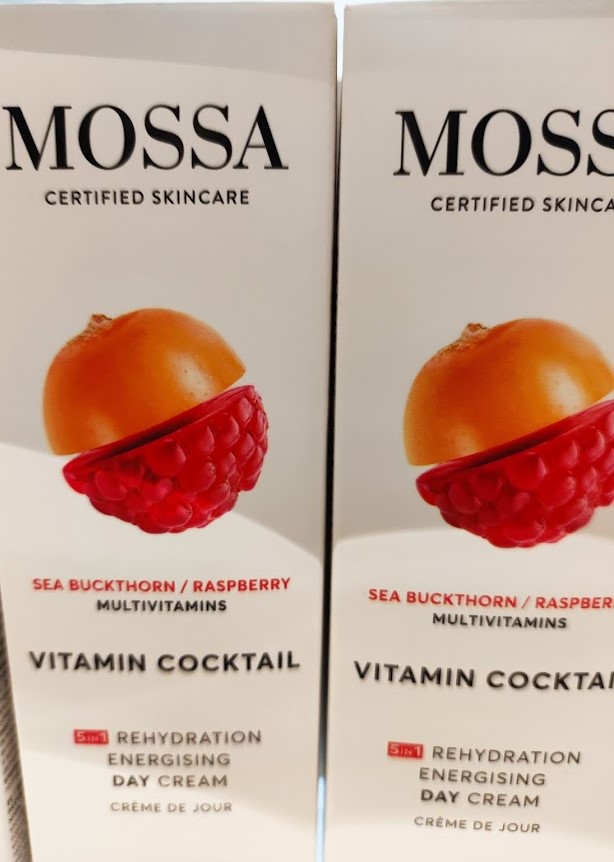 MOSSA
CERTIFIED SKINCARE
SEA BUCKTHORN / RASPBERRY
MULTIVITAMINS
VITAMIN COCKTAIL
5IN1 REHYDRATION
ENERGISING
DAY CREAM
CRÈME DE JOUR
MOSS
CERTIFIED SKINCA
SEA BUCKTHORN / RASPBER
MULTIVITAMINS
VITAMIN COCKTAI
5IN1 REHYDRATION
ENERGISING
DAY CREAM
CRÈME DE JOUR